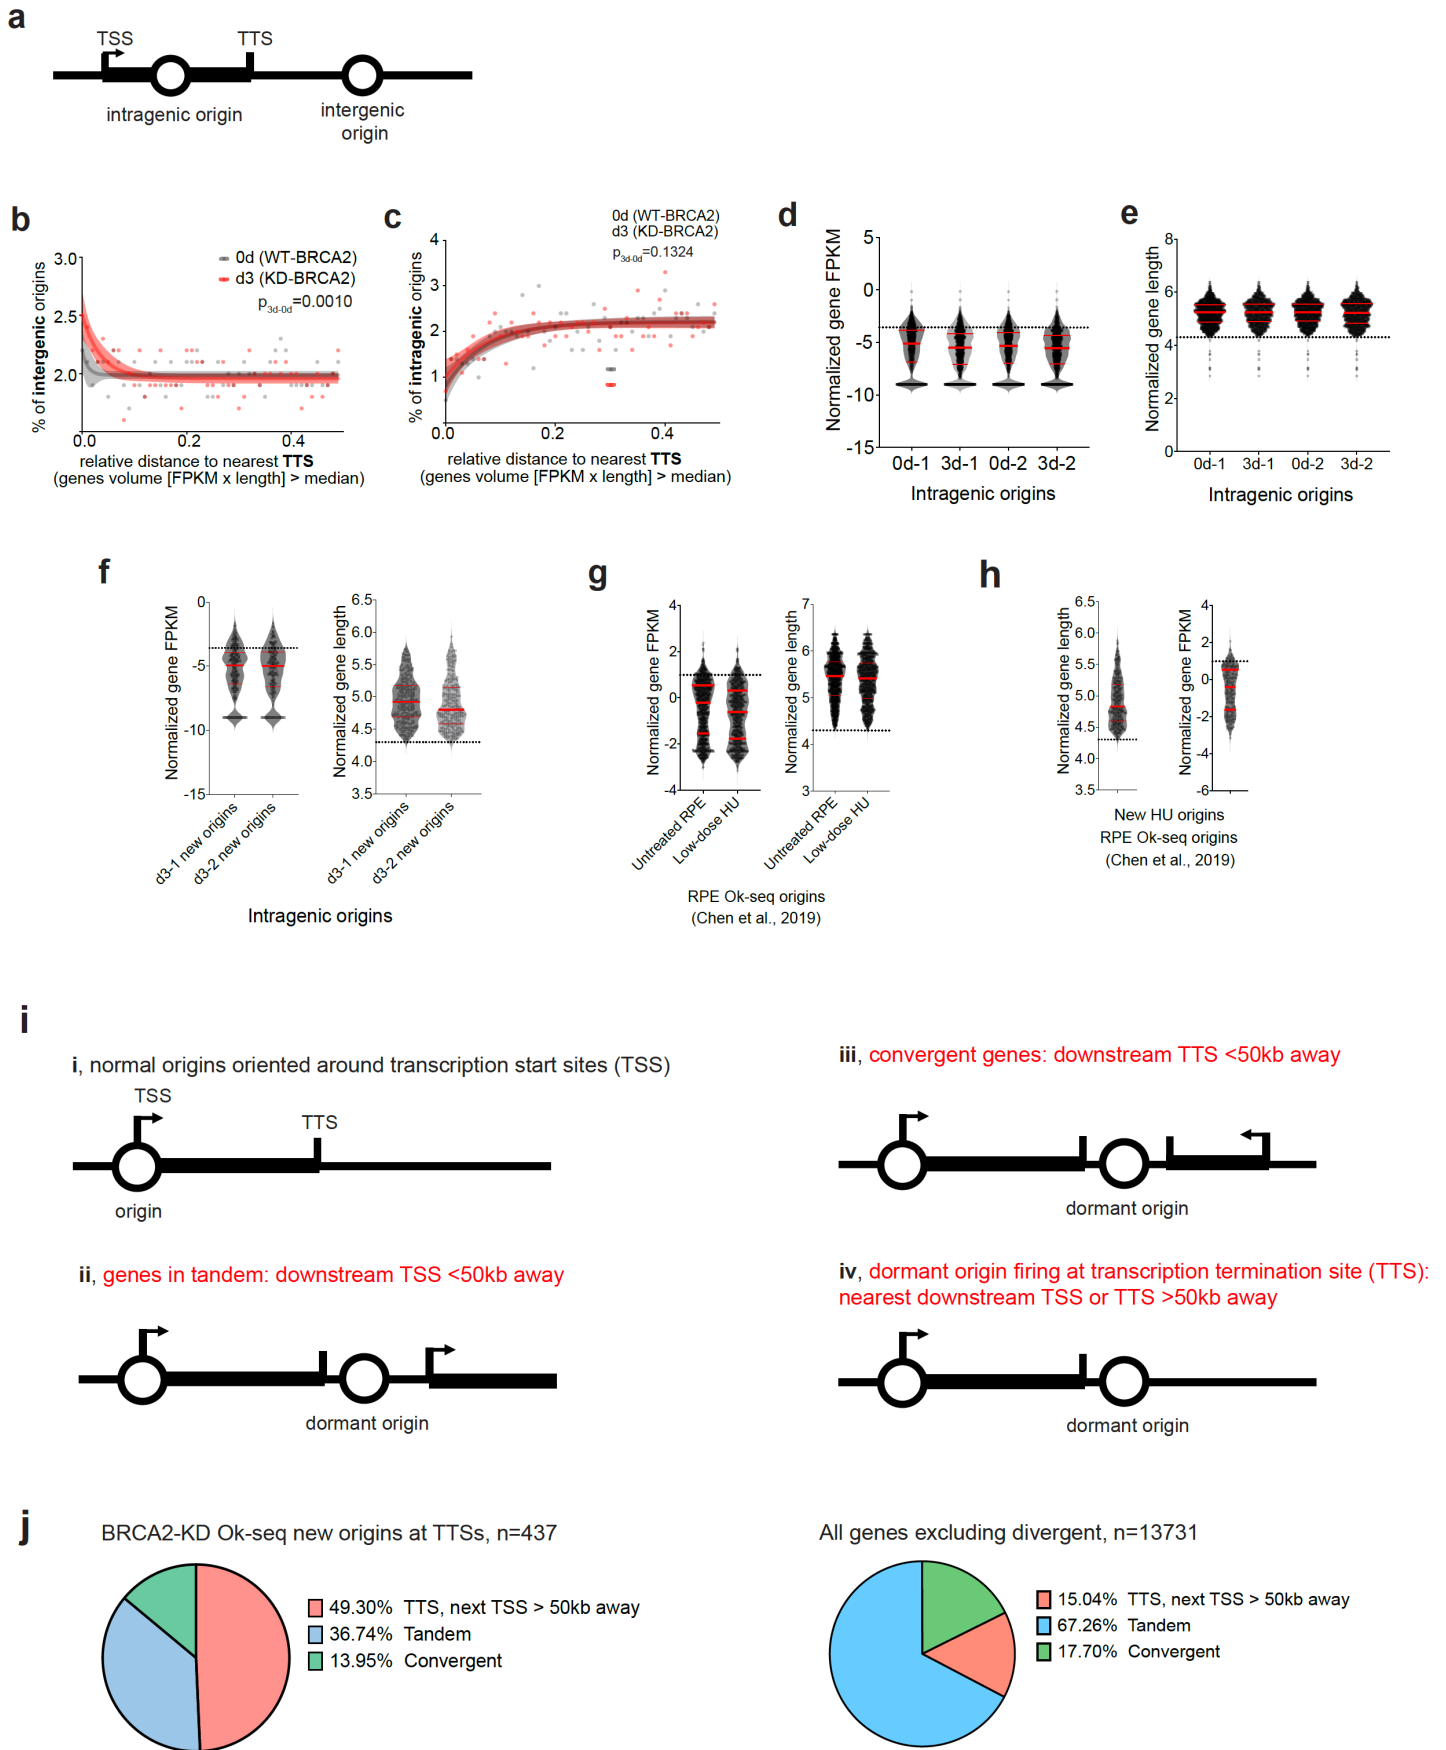 a
TSS
TTS
intragenic origin
intergenic
origin
b
% of intergenic origins
3.0
2.5
2.0
0.0
0.2
0.4
0d (WT-BRCA2)
d3 (KD-BRCA2)
p3d-0d=0.0010
relative distance to nearest TTS
(genes volume [FPKM x length] > median)
c
% of intragenic origins
4
3
2
1
0.0
0.2
0.4
0d (WT-BRCA2)
d3 (KD-BRCA2)
p3d-0d=0.1324
relative distance to nearest TTS
(genes volume [FPKM x length] > median)
d
Normalized gene FPKM
5
0
-5
-10
-15
0d-1
3d-1
0d-2
3d-2
Intragenic origins
e
Normalized gene length
8
6
4
2
0
0d-1
3d-1
0d-2
3d-2
Intragenic origins
f
Normalized gene FPKM
0
-5
-10
-15
d3-1 new origins
d3-2 new origins
Normalized gene length
6.5
6.0
5.5
5.0
4.5
4.0
3.5
d3-1 new origins
d3-2 new origins
Intragenic origins
g
Normalized gene FPKM
4
2
0
-2
-4
Untreated RPE
Low-dose HU
Normalized gene length
7
6
5
4
3
Untreated RPE
Low-dose HU
RPE Ok-seq origins
(Chen et al., 2019)
h
Normalized gene length
6.5
6.0
5.5
5.0
4.5
4.0
3.5
Normalized gene FPKM
4
2
0
-2
-4
-6
New HU origins
RPE Ok-seq origins
(Chen et al., 2019)
i
i, normal origins oriented around transcription start sites (TSS)
TSS
TTS
origin
ii, genes in tandem: downstream TSS <50kb away
dormant origin
iii, convergent genes: downstream TTS <50kb away
dormant origin
iv, dormant origin firing at transcription termination site (TTS):
nearest downstream TSS or TTS >50kb away
dormant origin
j
BRCA2-KD Ok-seq new origins at TTSs, n=437
49.30% TTS, next TSS > 50kb away
36.74% Tandem
13.95% Convergent
All genes excluding divergent, n=13731
15.04% TTS, next TSS > 50kb away
67.26% Tandem
17.70% Convergent